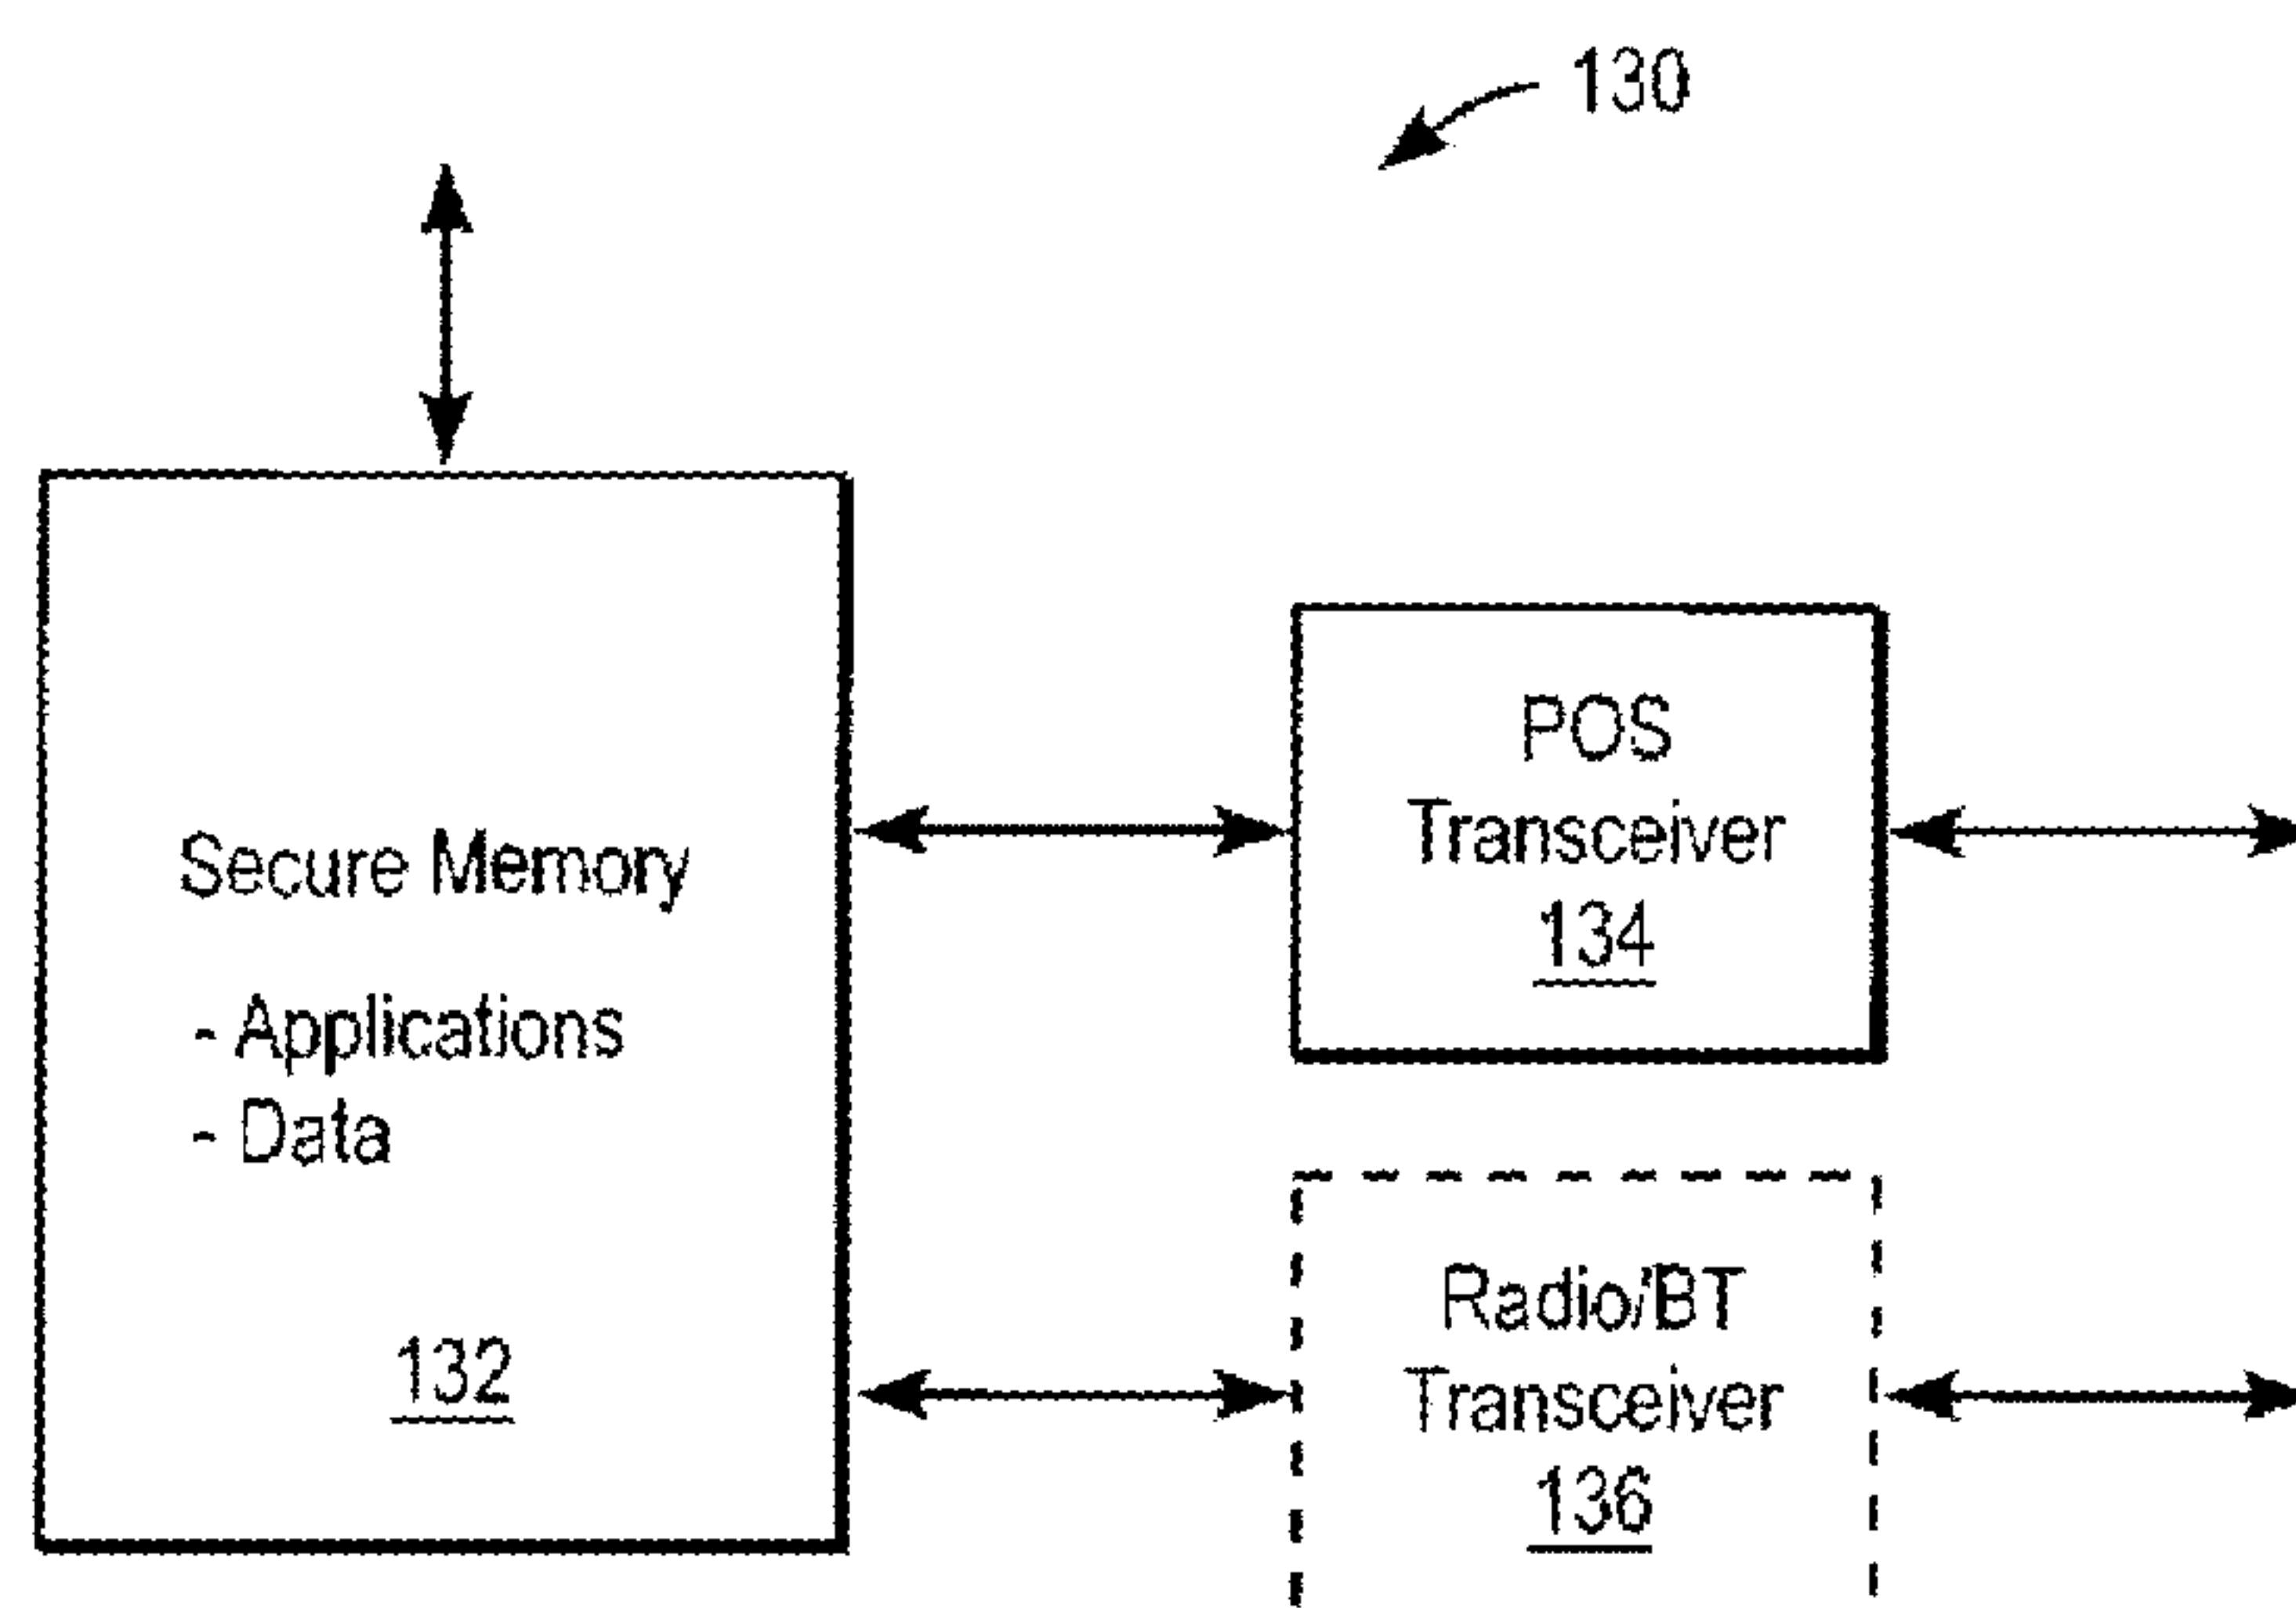 130
Secure Memory
- Applications
- Data
132
POS
Transceiver
134
Radio/BT
Transceiver
136